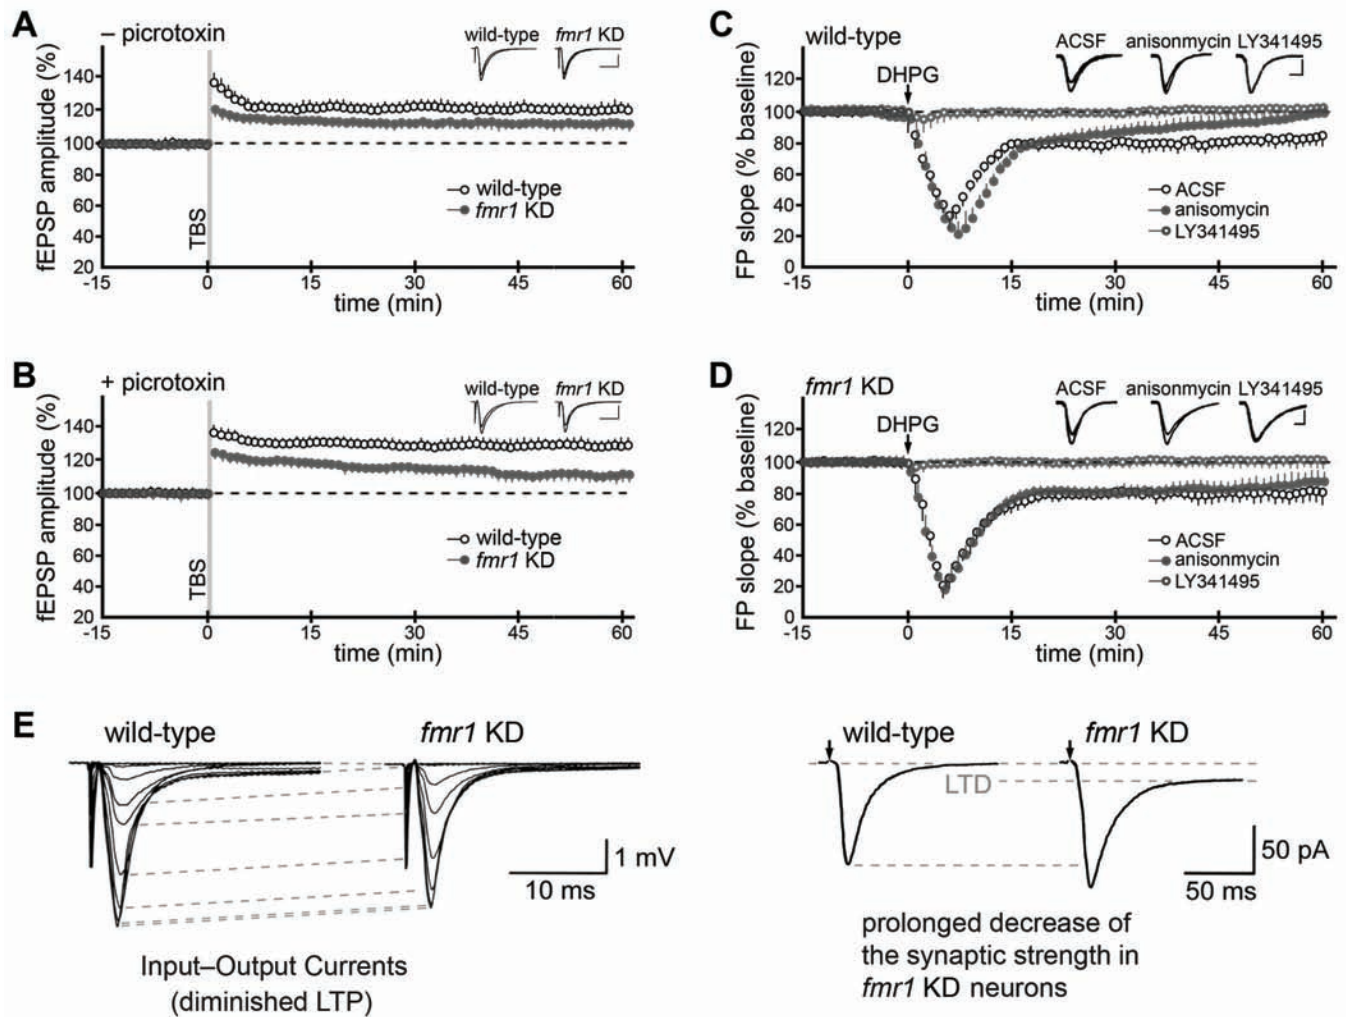 A
– picrotoxin
wild-type fmr1 KD
fEPSP amplitude (%)
140
120
100
80
60
40
20
TBS
wild-type
fmr1 KD
-15 0 15 30 45 60
time (min)
B
+ picrotoxin
wild-type fmr1 KD
fEPSP amplitude (%)
140
120
100
80
60
40
20
TBS
wild-type
fmr1 KD
-15 0 15 30 45 60
time (min)
C
wild-type
ACSF anisonmycin LY341495
DHPG
FP slope (% baseline)
120
100
80
60
40
20
0
ACSF
anisomycin
LY341495
-15 0 15 30 45 60
time (min)
D
fmr1 KD
ACSF anisonmycin LY341495
DHPG
FP slope (% baseline)
120
100
80
60
40
20
0
ACSF
anisonmycin
LY341495
-15 0 15 30 45 60
time (min)
E
wild-type fmr1 KD
1 mV
10 ms
Input–Output Currents
(diminished LTP)
wild-type fmr1 KD
LTD
50 pA
50 ms
prolonged decrease of
the synaptic strength in
fmr1 KD neurons